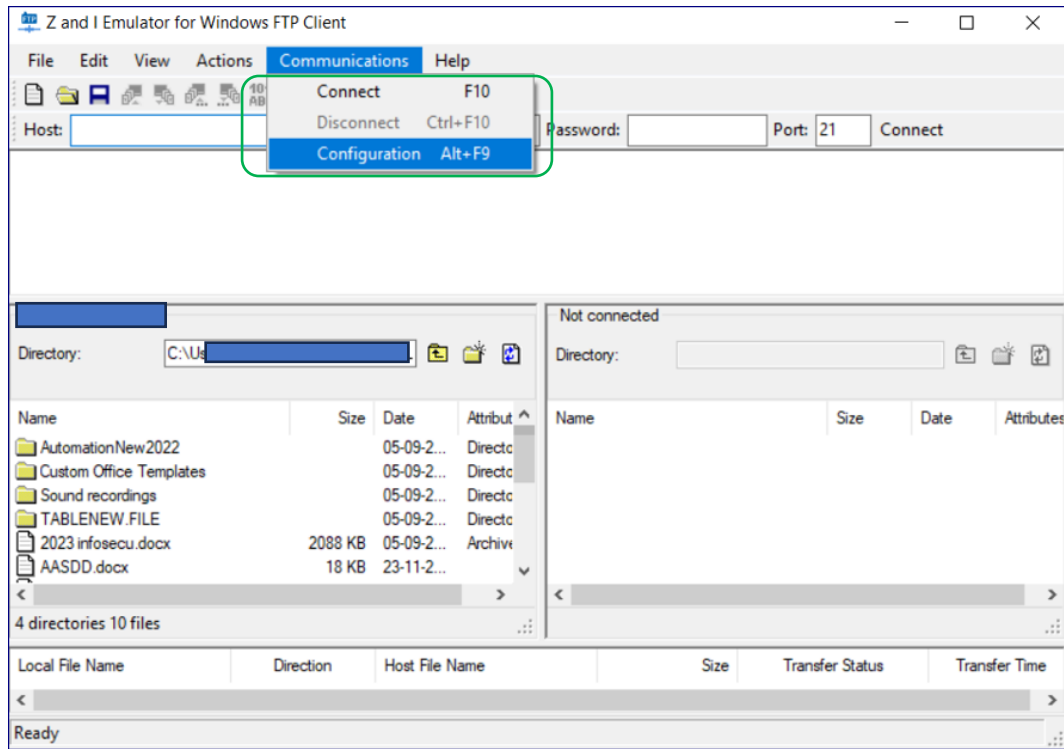 Z and I Emulator for Windows FTP Client
File Edit View Actions Communications Help
Connect F10
Disconnect Ctrl+F10
Configuration Alt+F9
Host: Password: Port: 21 Connect
Not connected
Directory: C:\Us
Directory:
Name Size Date Attribut
Name Size Date Attributes
AutomationNew2022 05-09-2... Directo
Custom Office Templates 05-09-2... Directo
Sound recordings 05-09-2... Directo
TABLENEW.FILE 05-09-2... Directo
2023 infosecu.docx 2088 KB 05-09-2... Archive
AASDD.docx 18 KB 23-11-2...
4 directories 10 files
Local File Name Direction Host File Name Size Transfer Status Transfer Time
Ready